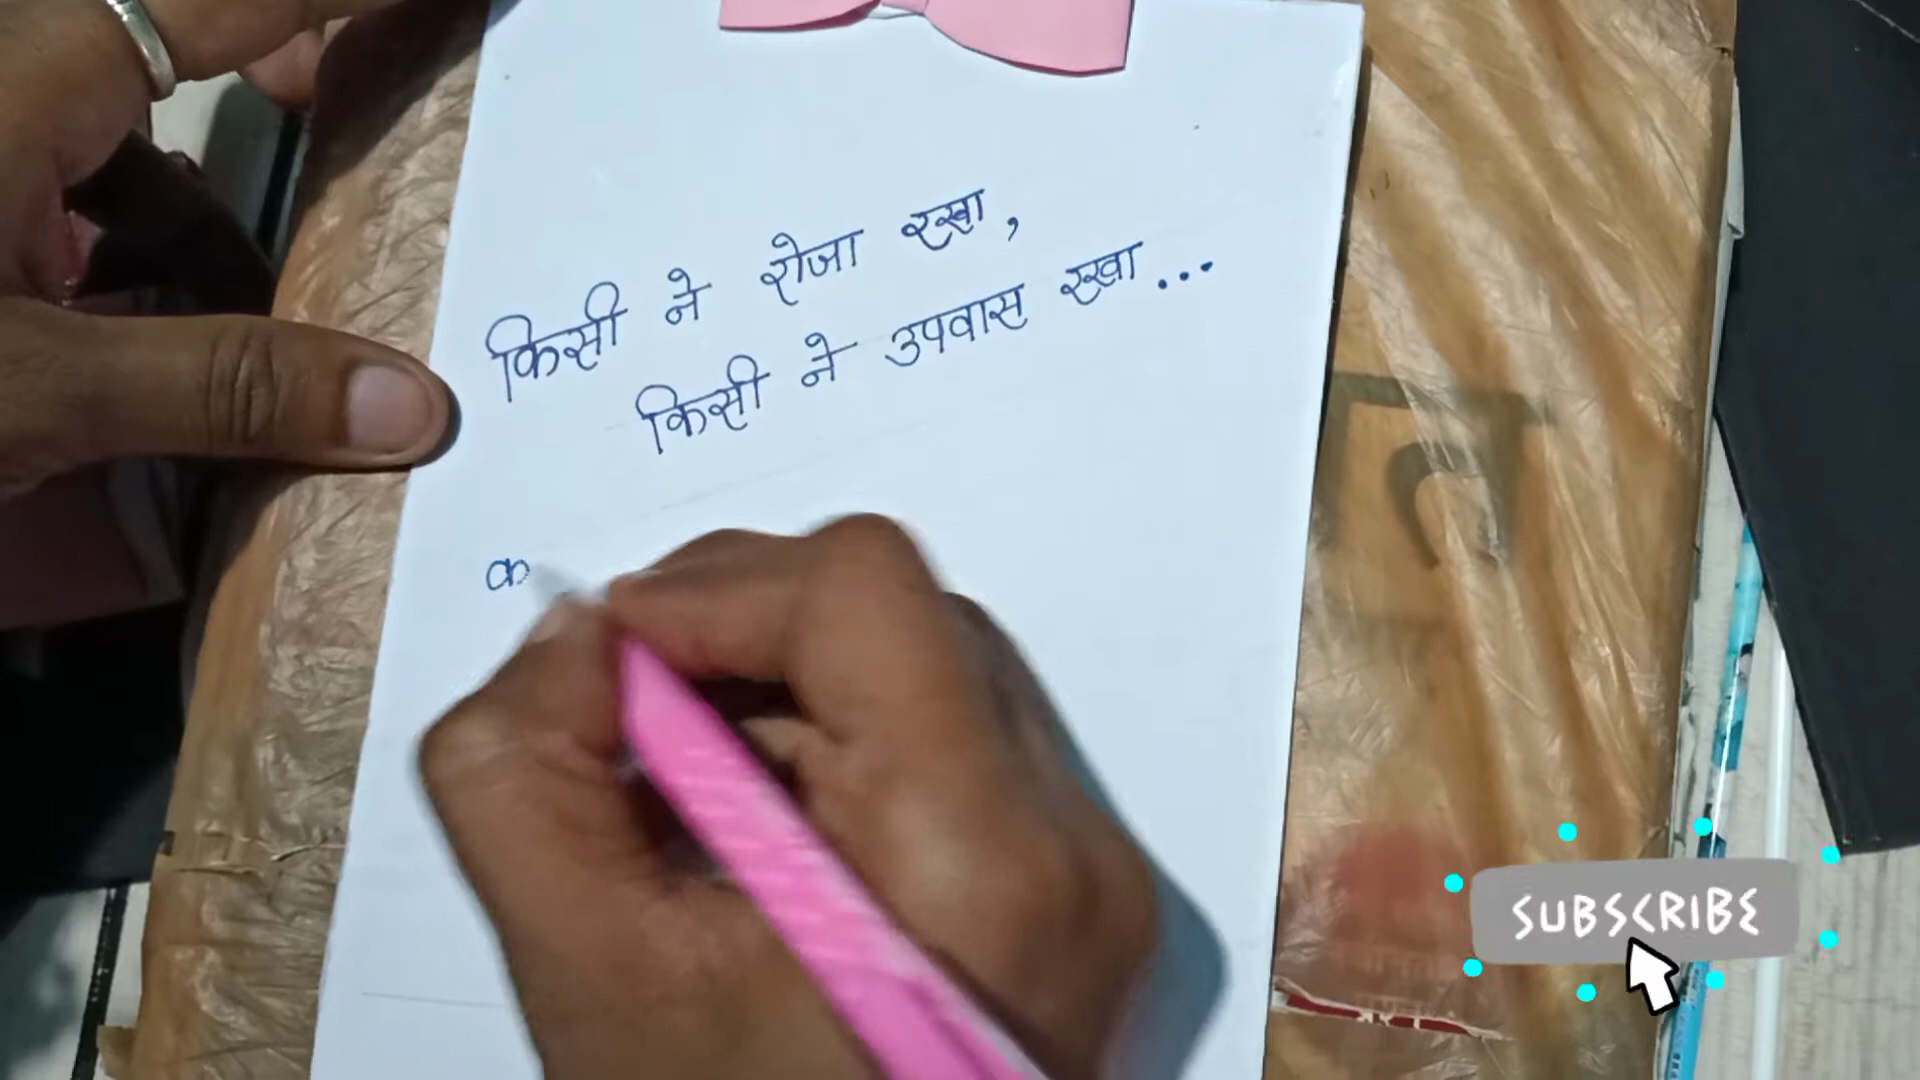 किसी ने रोजा रखा,
किसी ने उपवास रखा...
क
SUBSCRIBE